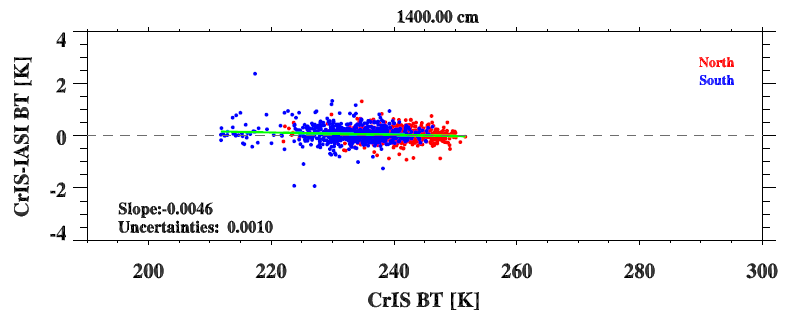 1400.00 cm
4
2
0
-2
-4
CrIS-IASI BT [K]
North
South
Slope:-0.0046
Uncertainties: 0.0010
200 220 240 260 280 300
CrIS BT [K]